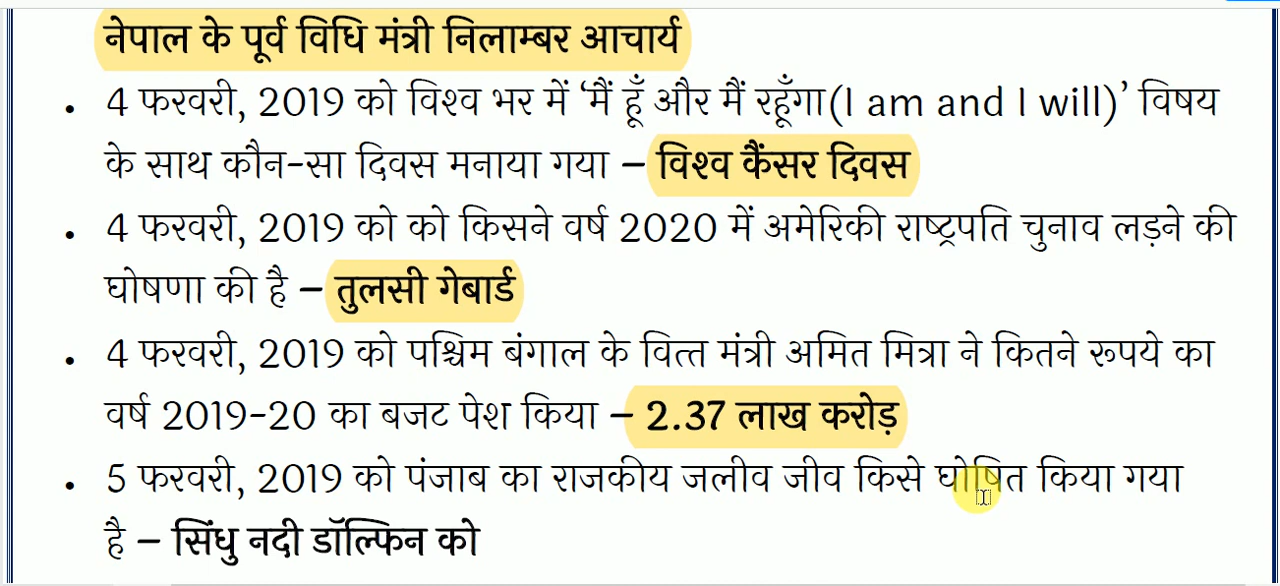 नेपाल के पूर्व विधि मंत्री निलाम्बर आचार्य
• 4 फरवरी, 2019 को विश्व भर में ‘मैं हूँ और मैं रहूँगा(I am and I will)’ विषय
के साथ कौन-सा दिवस मनाया गया – विश्व कैंसर दिवस
• 4 फरवरी, 2019 को को किसने वर्ष 2020 में अमेरिकी राष्ट्रपति चुनाव लड़ने की
घोषणा की है – तुलसी गेबार्ड
• 4 फरवरी, 2019 को पश्चिम बंगाल के वित्त मंत्री अमित मित्रा ने कितने रूपये का
वर्ष 2019-20 का बजट पेश किया – 2.37 लाख करोड़
• 5 फरवरी, 2019 को पंजाब का राजकीय जलीव जीव किसे घोषित किया गया
है – सिंधु नदी डॉल्फिन को